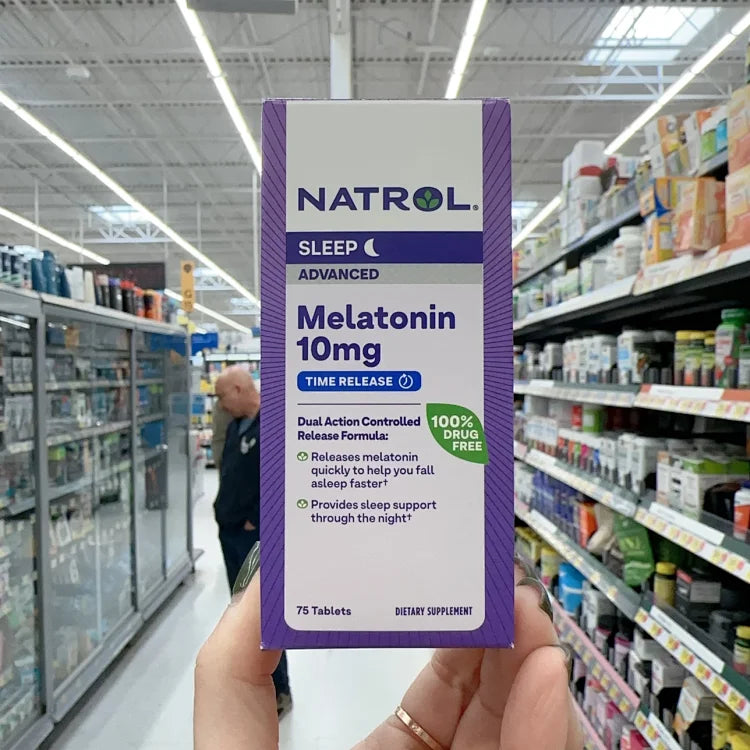 NATROL®
SLEEP
ADVANCED
Melatonin
10mg
TIME RELEASE
Dual Action Controlled
Release Formula:
100%
DRUG
FREE
Releases melatonin
quickly to help you fall
asleep faster†
Provides sleep support
through the night†
75 Tablets
DIETARY SUPPLEMENT